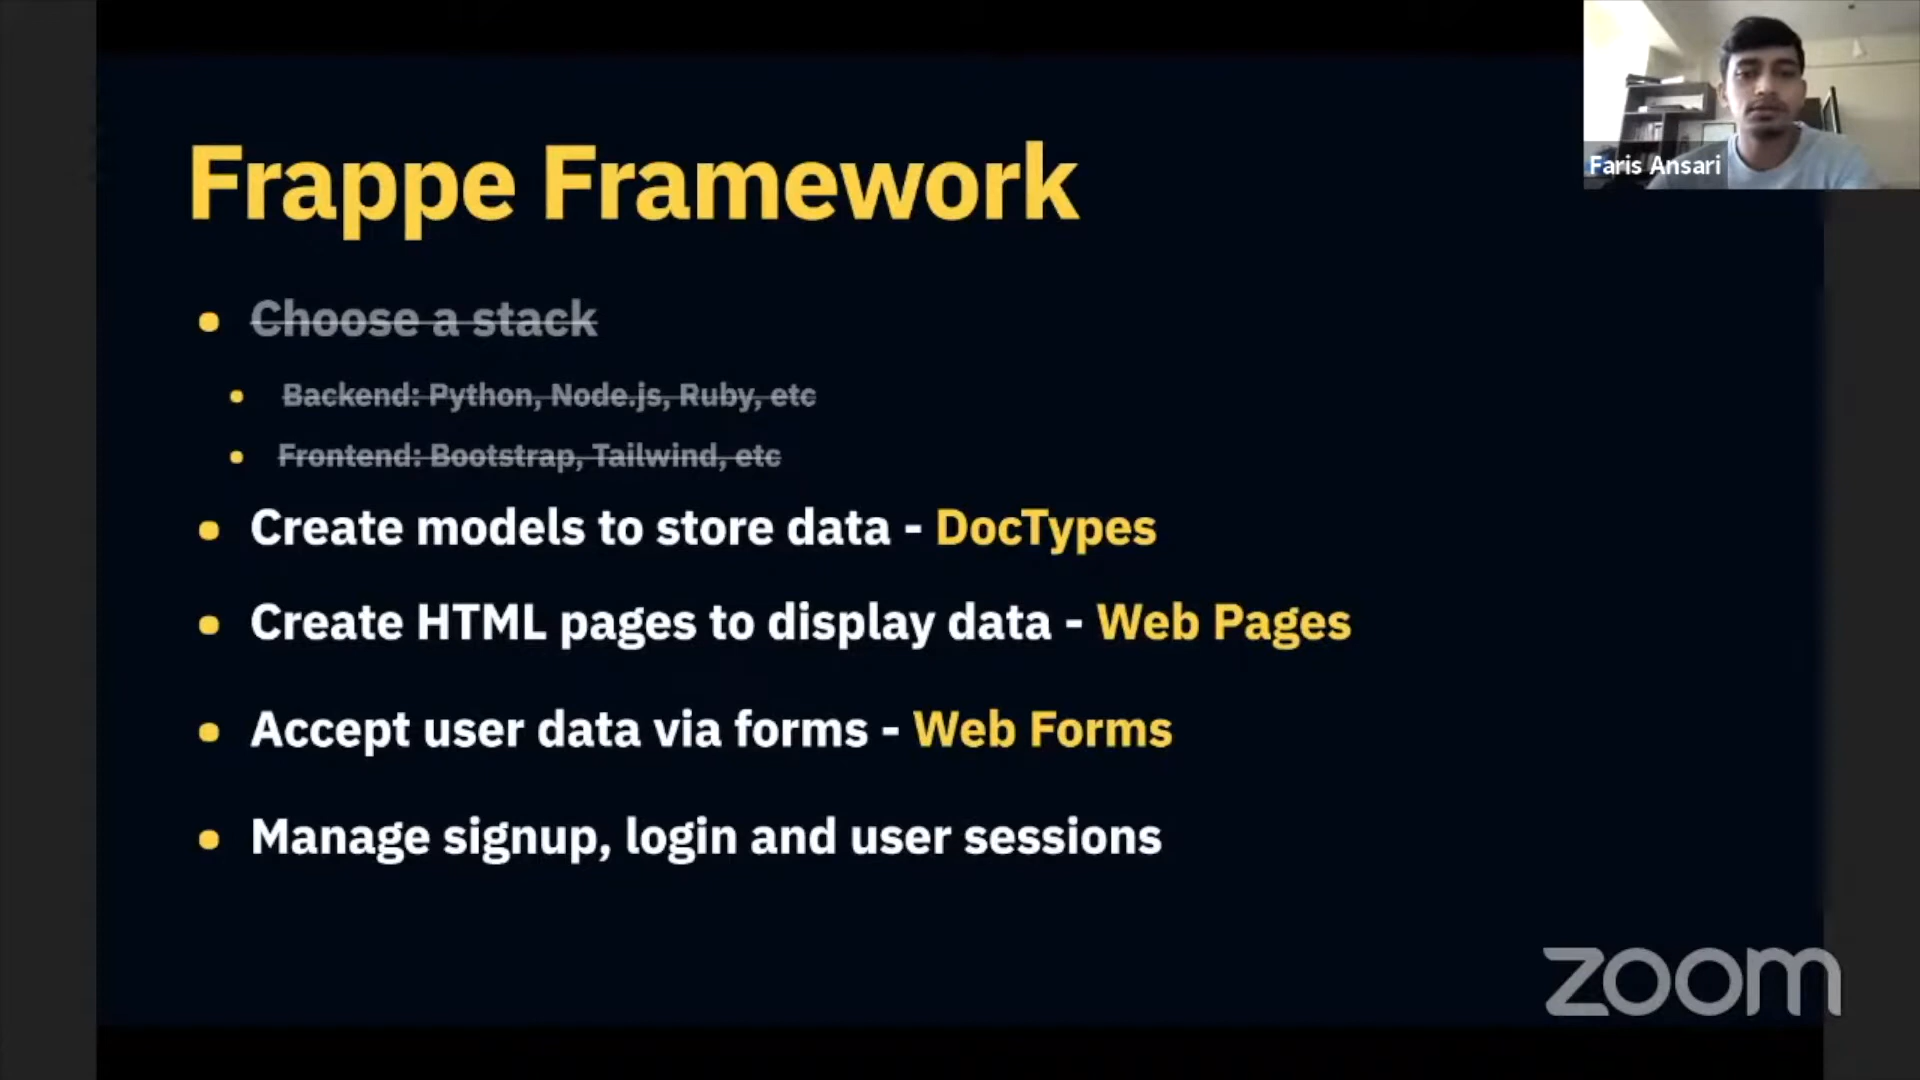 Frappe Framework
Faris Ansari
Choose a stack
Backend: Python, Node.js, Ruby, etc
Frontend: Bootstrap, Tailwind, etc
Create models to store data - DocTypes
Create HTML pages to display data - Web Pages
Accept user data via forms - Web Forms
Manage signup, login and user sessions
zoom